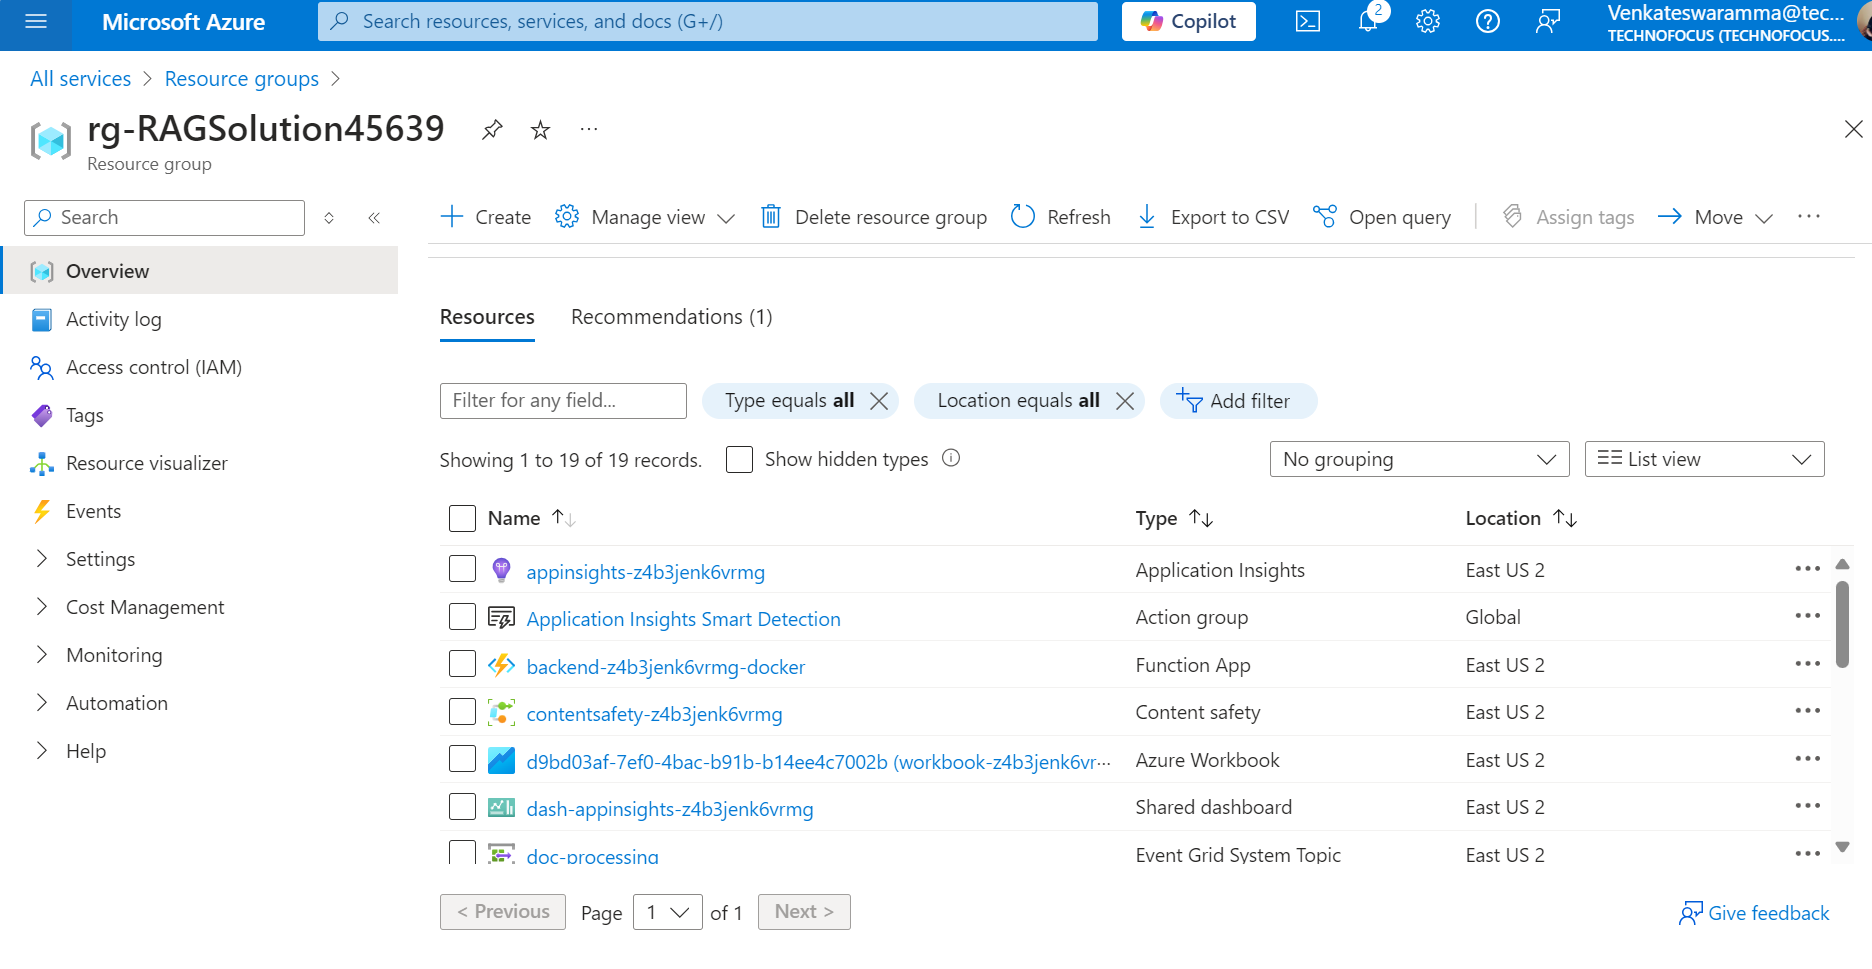 Microsoft Azure
Search resources, services, and docs (G+/)
Copilot
2
Venkateswaramma@tec...
TECHNOFOCUS (TECHNOFOCUS....
All services > Resource groups >
rg-RAGSolution45639
Resource group
Search
+ Create
Manage view
Delete resource group
Refresh
Export to CSV
Open query
Assign tags
Move
Overview
Activity log
Access control (IAM)
Tags
Resource visualizer
Events
Settings
Cost Management
Monitoring
Automation
Help
Resources
Recommendations (1)
Filter for any field...
Type equals all
Location equals all
Add filter
Showing 1 to 19 of 19 records.
Show hidden types
No grouping
List view
Name Type Location
appinsights-z4b3jenk6vrmg Application Insights East US 2
Application Insights Smart Detection Action group Global
backend-z4b3jenk6vrmg-docker Function App East US 2
contentsafety-z4b3jenk6vrmg Content safety East US 2
d9bd03af-7ef0-4bac-b91b-b14ee4c7002b (workbook-z4b3jenk6vr... Azure Workbook East US 2
dash-appinsights-z4b3jenk6vrmg Shared dashboard East US 2
doc-processing Event Grid System Topic East US 2
< Previous
Page 1 of 1
Next >
Give feedback